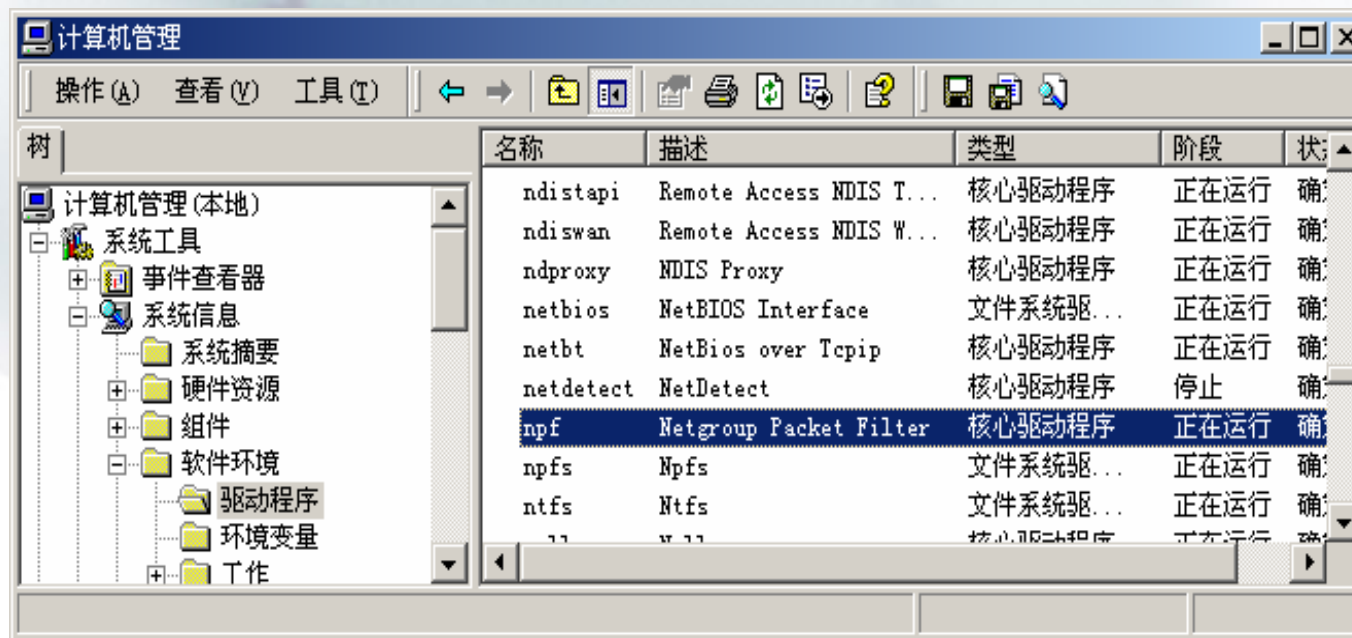 计算机管理
操作(A) 查看(V) 工具(T)
树
计算机管理(本地)
系统工具
事件查看器
系统信息
系统摘要
硬件资源
组件
软件环境
驱动程序
环境变量
工作
名称 描述 类型 阶段
ndistapi Remote Access NDIS T... 核心驱动程序 正在运行
ndiswan Remote Access NDIS W... 核心驱动程序 正在运行
ndproxy NDIS Proxy 核心驱动程序 正在运行
netbios NetBIOS Interface 文件系统驱... 正在运行
netbt NetBios over Tcpip 核心驱动程序 正在运行
netdetect NetDetect 核心驱动程序 停止
npf Netgroup Packet Filter 核心驱动程序 正在运行
npfs Npfs 文件系统驱... 正在运行
ntfs Ntfs 文件系统驱... 正在运行